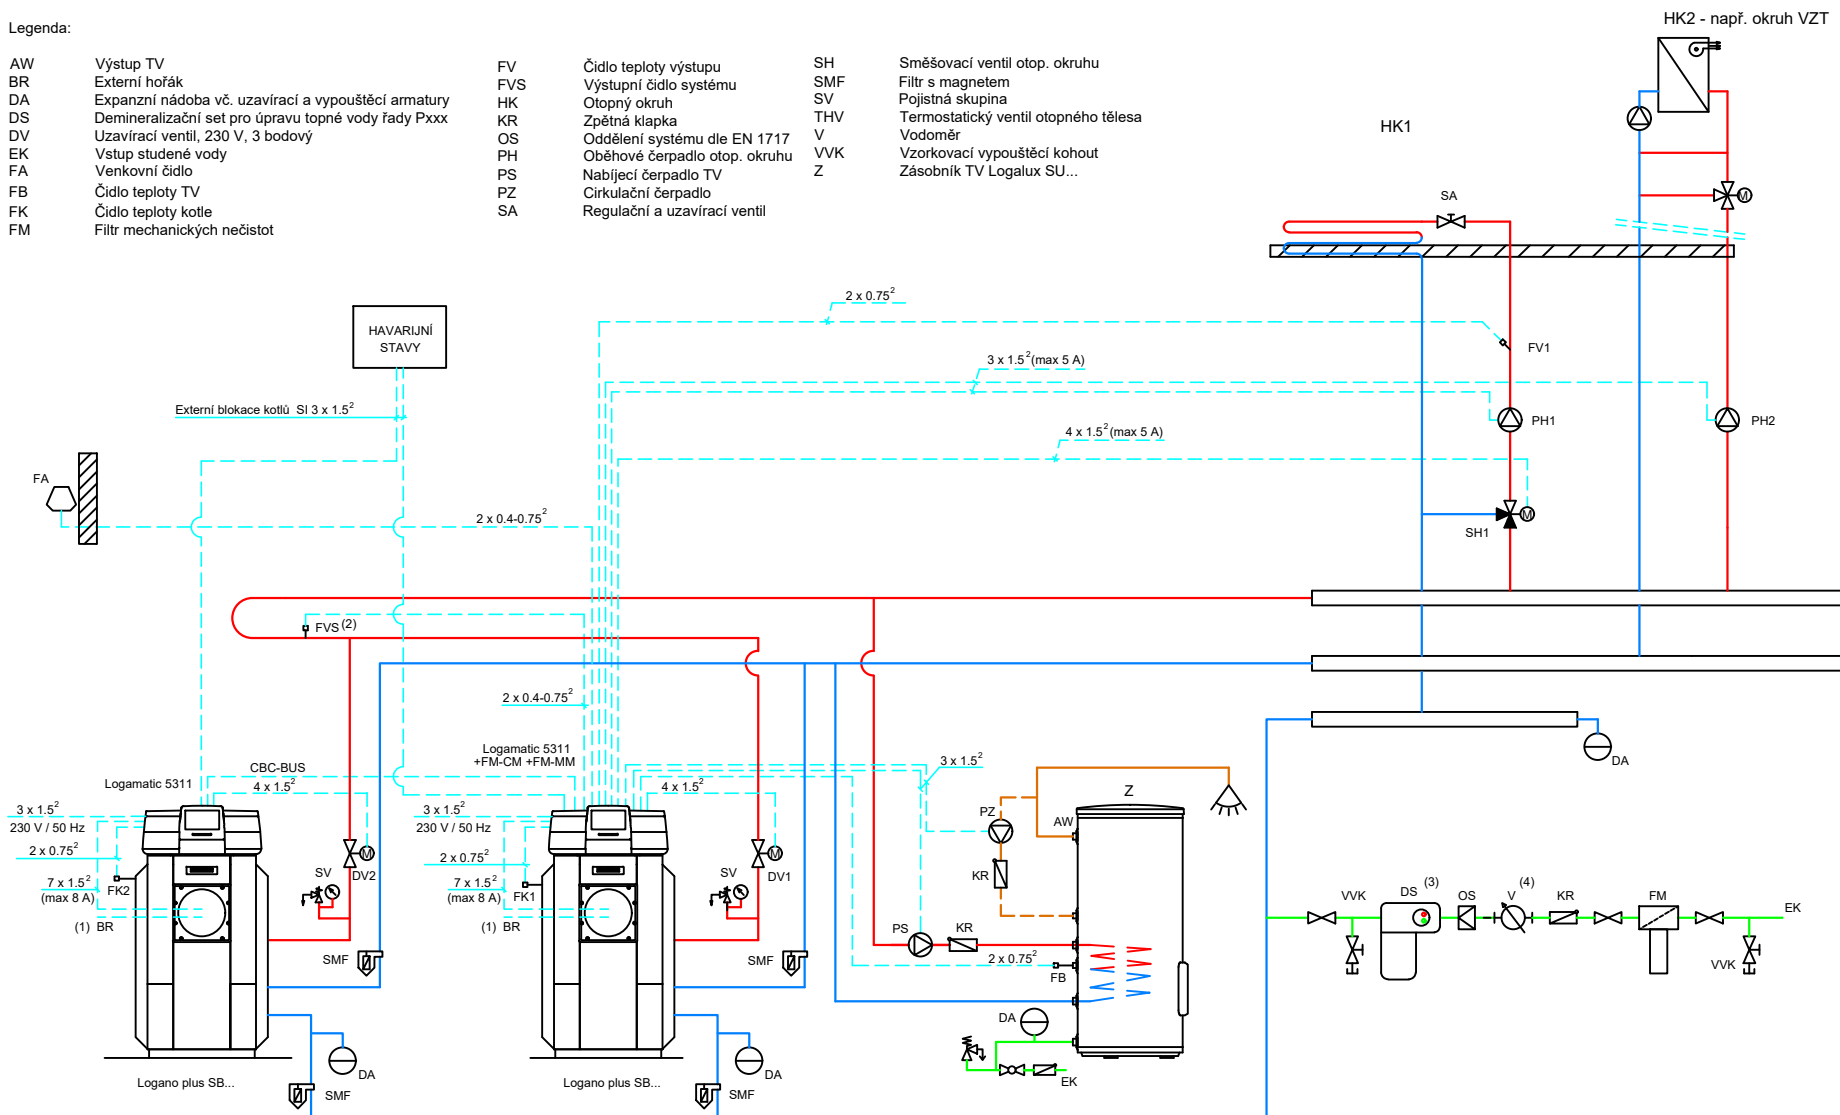 Legenda:
AW Výstup TV
BR Externí hořák
DA Expanzní nádoba vč. uzavírací a vypouštěcí armatury
DS Demineralizační set pro úpravu topné vody řady Pxxx
DV Uzavírací ventil, 230 V, 3 bodový
EK Vstup studené vody
FA Venkovní čidlo
FB Čidlo teploty TV
FK Čidlo teploty kotle
FM Filtr mechanických nečistot
FV Čidlo teploty výstupu
FVS Výstupní čidlo systému
HK Otopný okruh
KR Zpětná klapka
OS Oddělení systému dle EN 1717
PH Oběhové čerpadlo otop. okruhu
PS Nabíjecí čerpadlo TV
PZ Cirkulační čerpadlo
SA Regulační a uzavírací ventil
SH Směšovací ventil otop. okruhu
SMF Filtr s magnetem
SV Pojistná skupina
THV Termostatický ventil otopného tělesa
V Vodoměr
VVK Vzorkovací vypouštěcí kohout
Z Zásobník TV Logalux SU...
HK2 - např. okruh VZT
HK1
SA
M
HAVARIJNÍ
STAVY
2 x 0.75²
FV1
3 x 1.5² (max 5 A)
Externí blokace kotlů SI 3 x 1.5²
PH1
PH2
4 x 1.5² (max 5 A)
FA
2 x 0.4-0.75²
M
SH1
FVS (2)
2 x 0.4-0.75²
Logamatic 5311
+FM-CM +FM-MM
CBC-BUS
Logamatic 5311
4 x 1.5²
4 x 1.5²
3 x 1.5²
DA
3 x 1.5²
230 V / 50 Hz
3 x 1.5²
230 V / 50 Hz
Z
PZ
AW
2 x 0.75²
M
DV2
2 x 0.75²
M
DV1
SV
SV
KR
7 x 1.5²
(max 8 A)
FK2
7 x 1.5²
(max 8 A)
FK1
(1) BR
(1) BR
PS
KR
VVK
DS
(3)
OS
V
(4)
KR
FM
EK
SMF
SMF
2 x 0.75²
FB
VVK
DA
DA
DA
EK
Logano plus SB...
Logano plus SB...
SMF
SMF